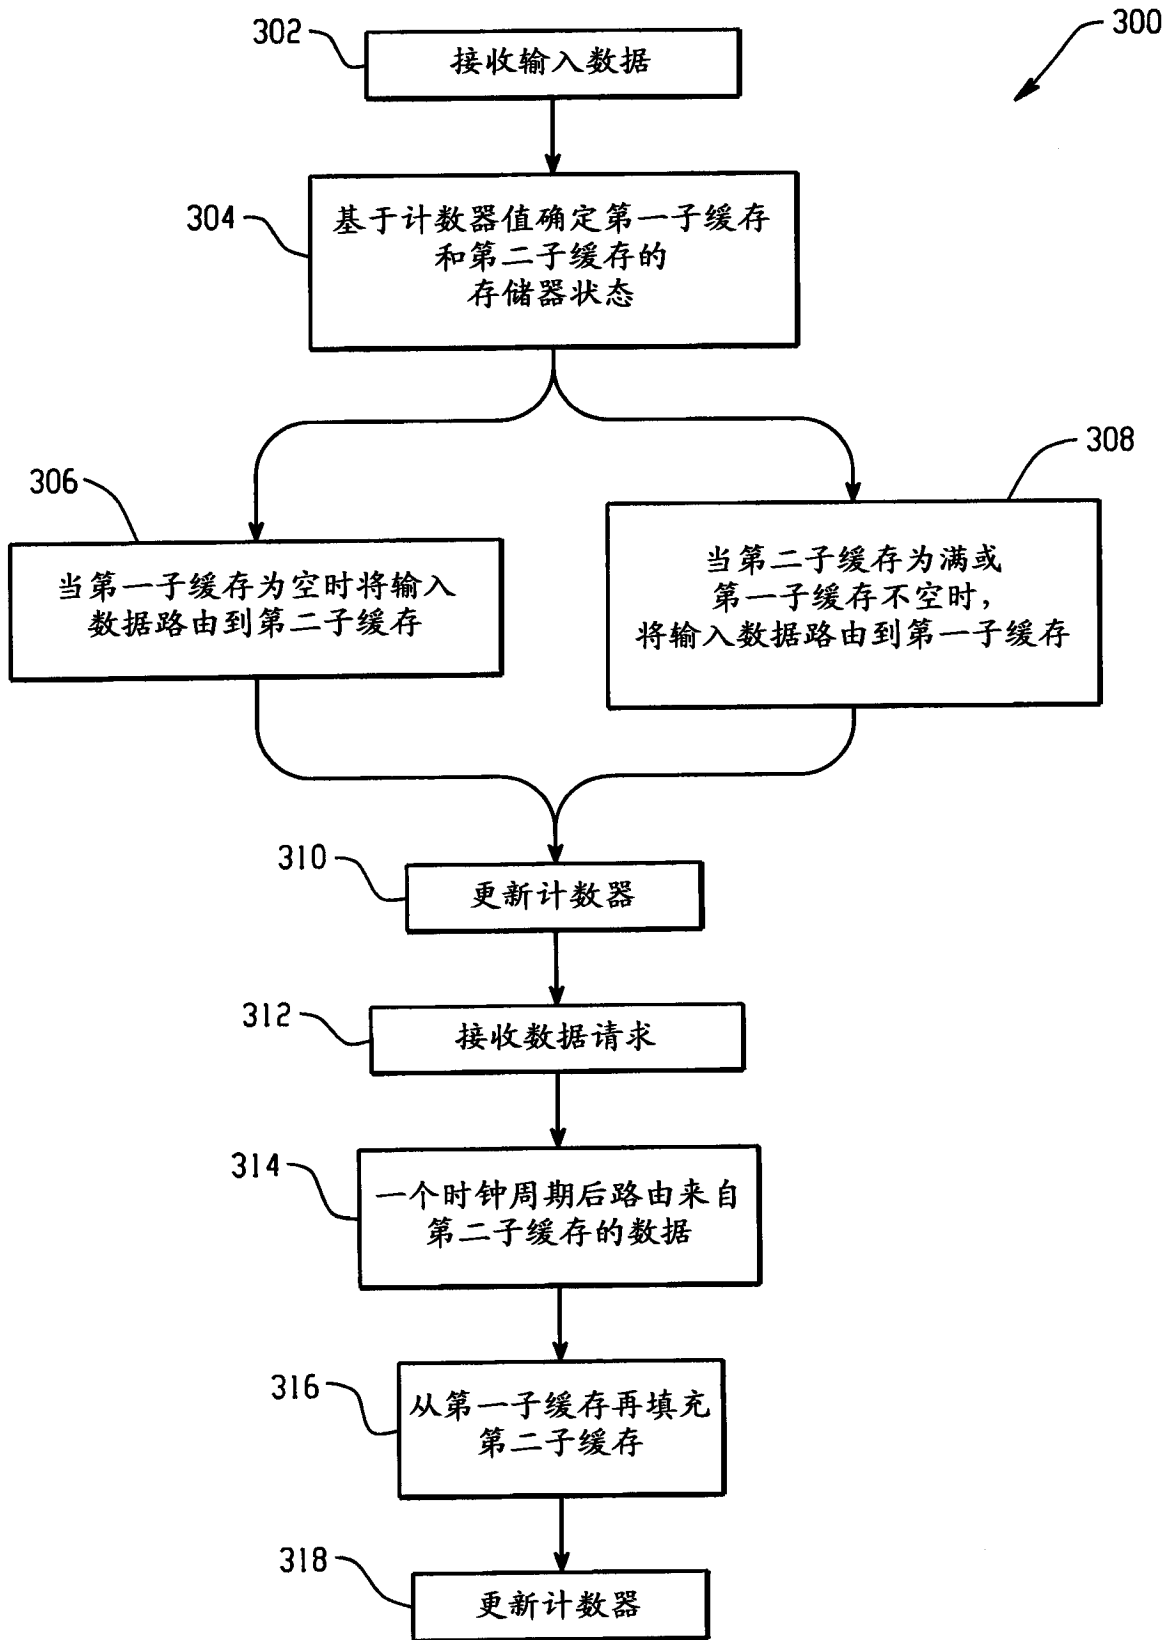 300
302
接收输入数据
304
基于计数器值确定第一子缓存
和第二子缓存的
存储器状态
306
当第一子缓存为空时将输入
数据路由到第二子缓存
308
当第二子缓存为满或
第一子缓存不空时，
将输入数据路由到第一子缓存
310
更新计数器
312
接收数据请求
314
一个时钟周期后路由来自
第二子缓存的数据
316
从第一子缓存再填充
第二子缓存
318
更新计数器